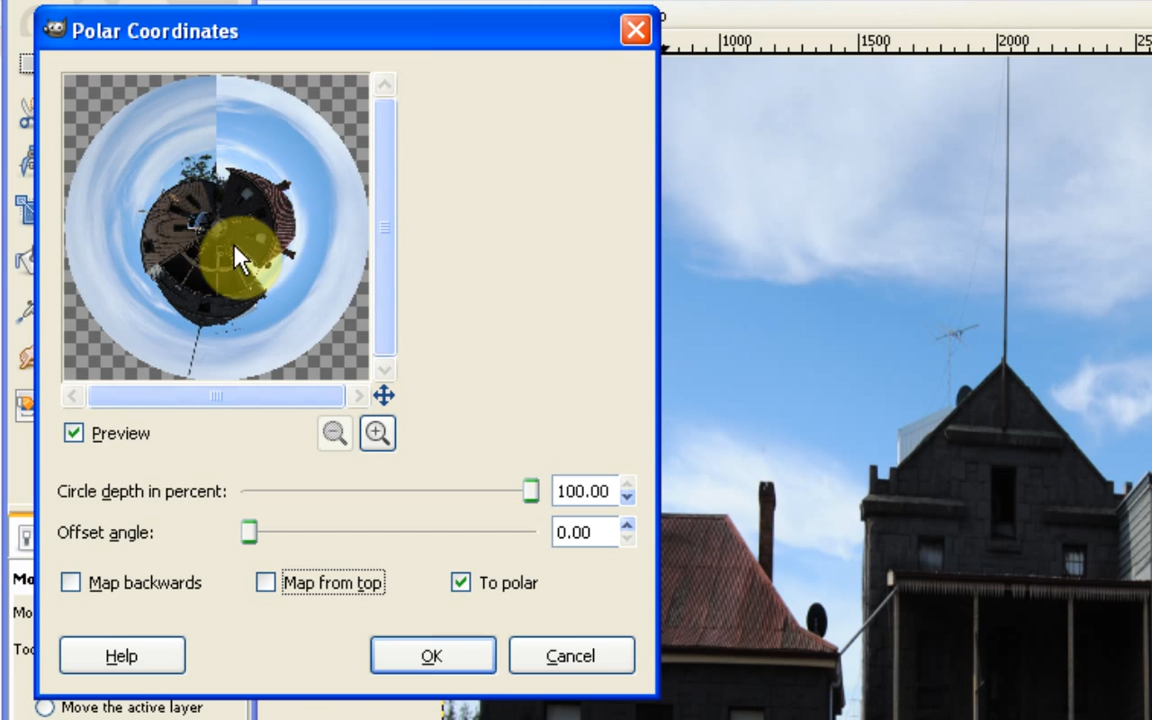 Polar Coordinates
1000
1500
2000
Preview
Circle depth in percent:
100.00
Offset angle:
0.00
Map backwards
Map from top
To polar
Help
OK
Cancel
Move the active layer